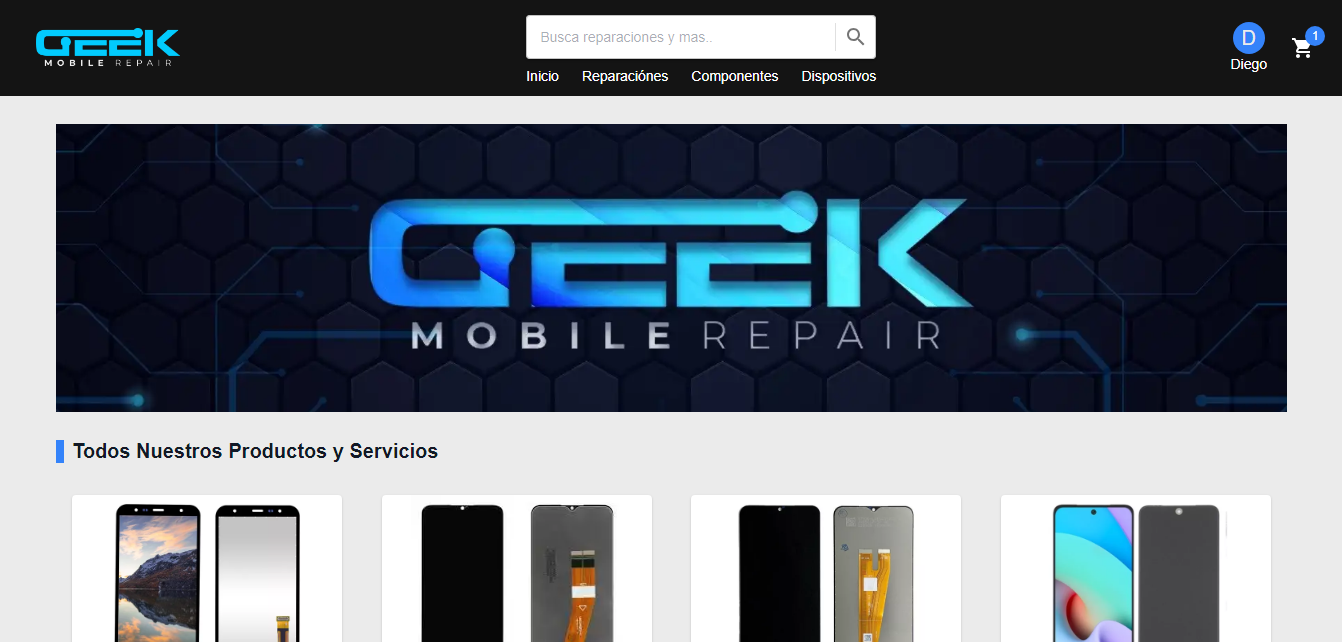 GEEK
MOBILE REPAIR
Busca reparaciones y mas..
Inicio Reparaciónes Componentes Dispositivos
D
Diego
1
GEEK
MOBILE REPAIR
Todos Nuestros Productos y Servicios